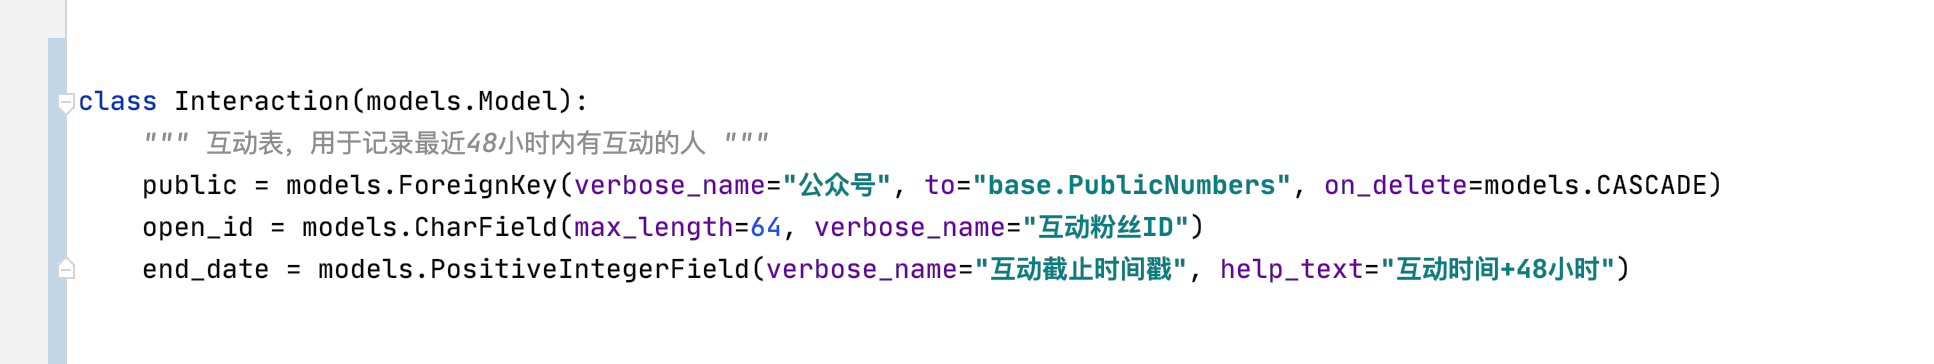 class Interaction(models.Model):
    """ 互动表，用于记录最近48小时内有互动的人 """
    public = models.ForeignKey(verbose_name="公众号", to="base.PublicNumbers", on_delete=models.CASCADE)
    open_id = models.CharField(max_length=64, verbose_name="互动粉丝ID")
    end_date = models.PositiveIntegerField(verbose_name="互动截止时间戳", help_text="互动时间+48小时")